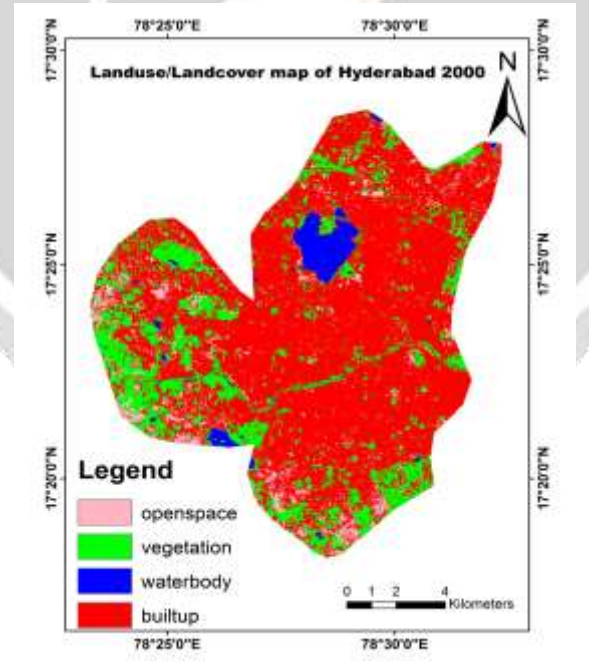 78°25'0"E 78°30'0"E
17°30'0"N 17°30'0"N
Landuse/Landcover map of Hyderabad 2000
N
17°25'0"N 17°25'0"N
17°20'0"N 17°20'0"N
Legend
openspace
vegetation
waterbody
builtup
0 1 2 4
Kilometers
78°25'0"E 78°30'0"E